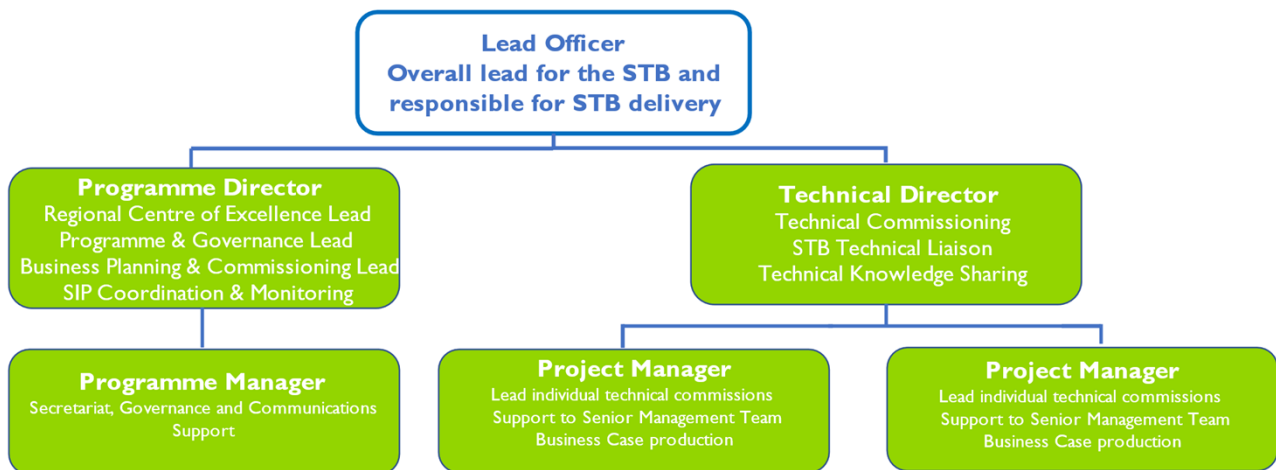 Lead Officer
Overall lead for the STB and
responsible for STB delivery
Programme Director
Regional Centre of Excellence Lead
Programme & Governance Lead
Business Planning & Commissioning Lead
SIP Coordination & Monitoring
Technical Director
Technical Commissioning
STB Technical Liaison
Technical Knowledge Sharing
Programme Manager
Secretariat, Governance and Communications
Support
Project Manager
Lead individual technical commissions
Support to Senior Management Team
Business Case production
Project Manager
Lead individual technical commissions
Support to Senior Management Team
Business Case production